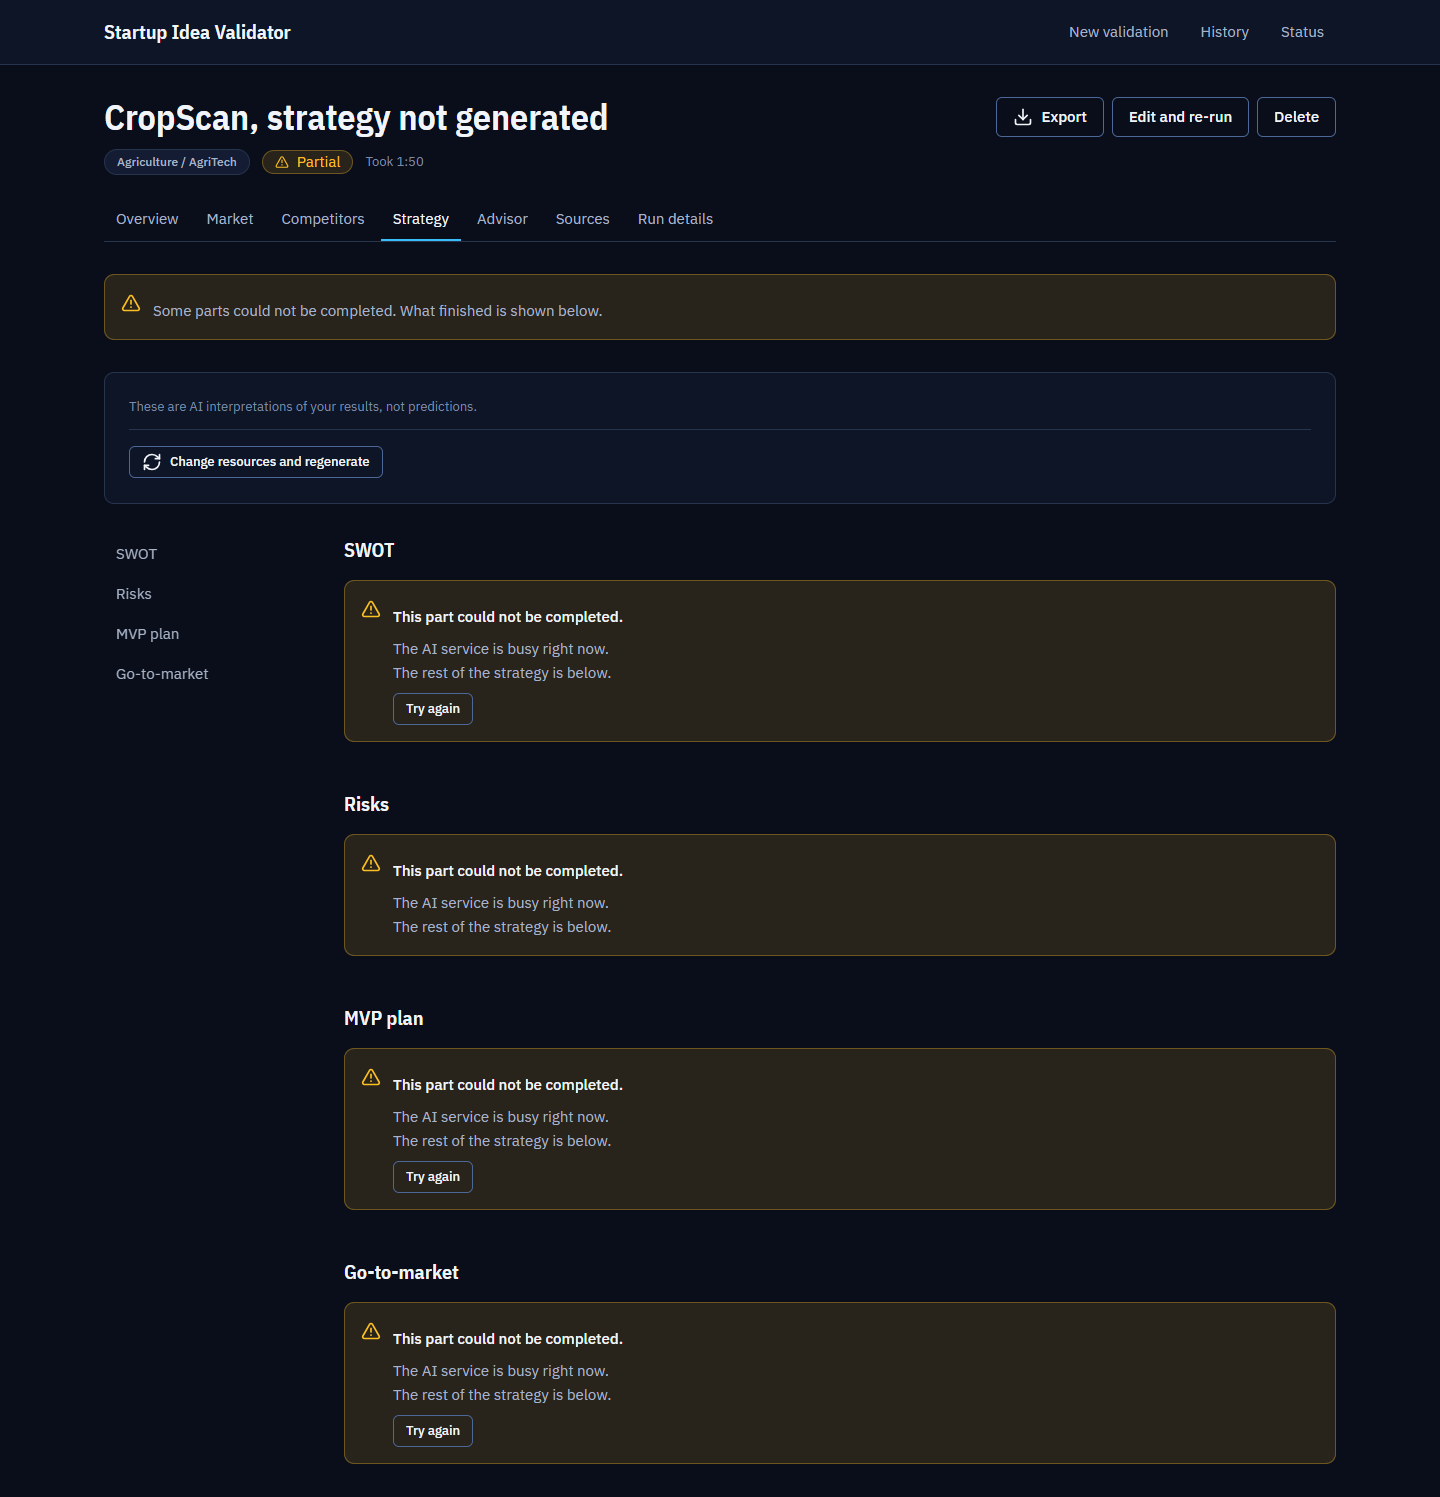 Startup Idea Validator
New validation
History
Status
CropScan, strategy not generated
Export
Edit and re-run
Delete
Agriculture / AgriTech
Partial
Took 1:50
Overview
Market
Competitors
Strategy
Advisor
Sources
Run details
Some parts could not be completed. What finished is shown below.
These are AI interpretations of your results, not predictions.
Change resources and regenerate
SWOT
Risks
MVP plan
Go-to-market
SWOT
This part could not be completed.
The AI service is busy right now.
The rest of the strategy is below.
Try again
Risks
This part could not be completed.
The AI service is busy right now.
The rest of the strategy is below.
MVP plan
This part could not be completed.
The AI service is busy right now.
The rest of the strategy is below.
Try again
Go-to-market
This part could not be completed.
The AI service is busy right now.
The rest of the strategy is below.
Try again